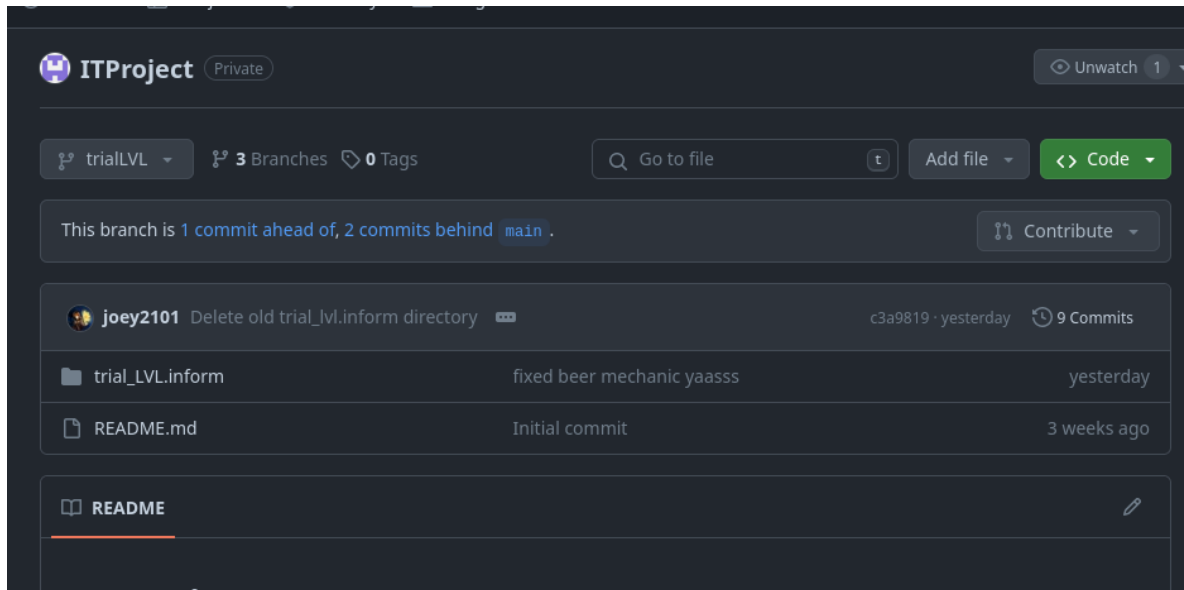 ITProject Private Unwatch 1
trialLVL 3 Branches 0 Tags Go to file t Add file Code
This branch is 1 commit ahead of, 2 commits behind main .
Contribute
joey2101 Delete old trial_lvl.inform directory c3a9819 · yesterday 9 Commits
trial_LVL.inform fixed beer mechanic yaasss yesterday
README.md Initial commit 3 weeks ago
README